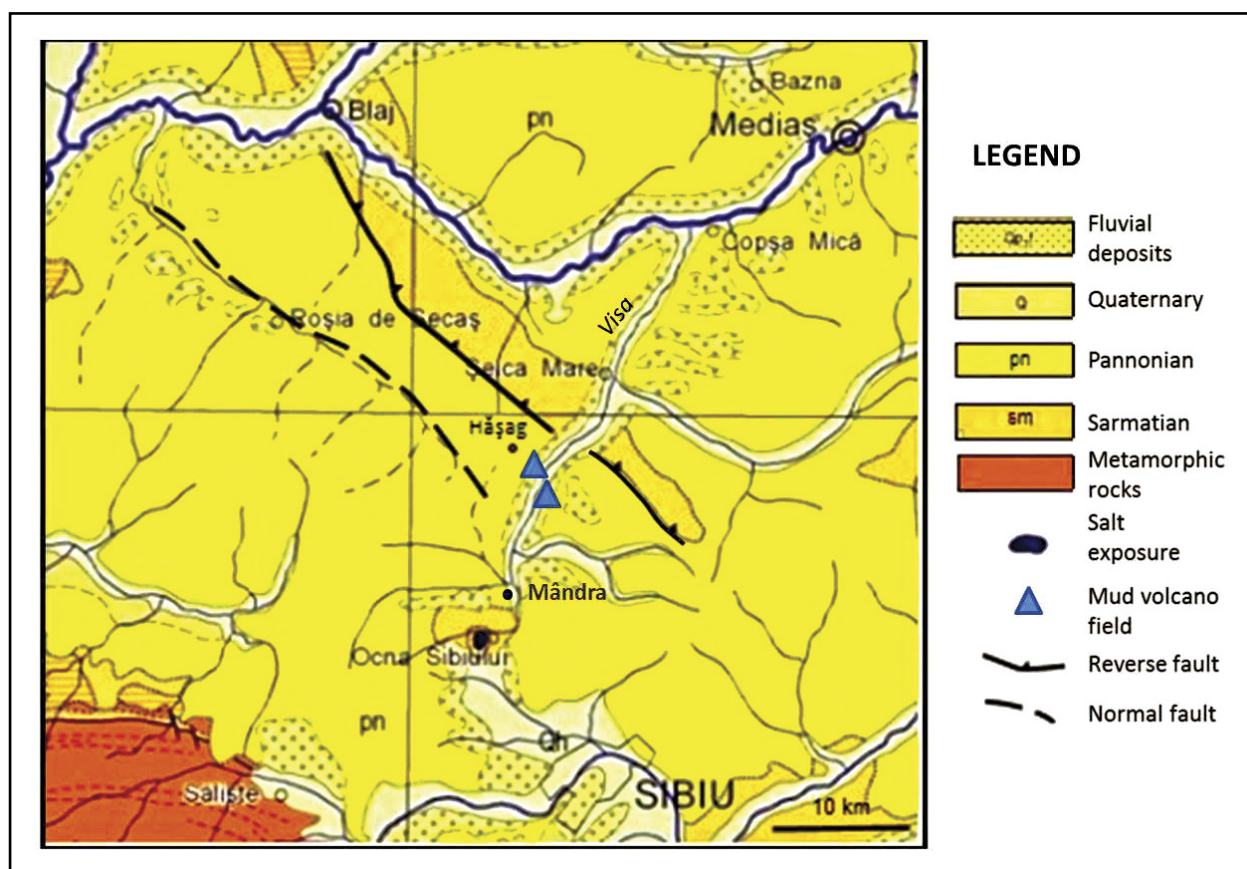 Bazna
Blaj
pn
Mediaş
LEGEND
Fluvial
deposits
Copşa Mică
Q
Quaternary
Visa
Roşia de Secaş
pn
Pannonian
Şeica Mare
sm
Sarmatian
Hăşag
Metamorphic
rocks
Salt
exposure
Mândra
Mud volcano
field
Ocna Sibiului
Reverse fault
pn
Normal fault
Qh
Sălişte
SIBIU
10 km